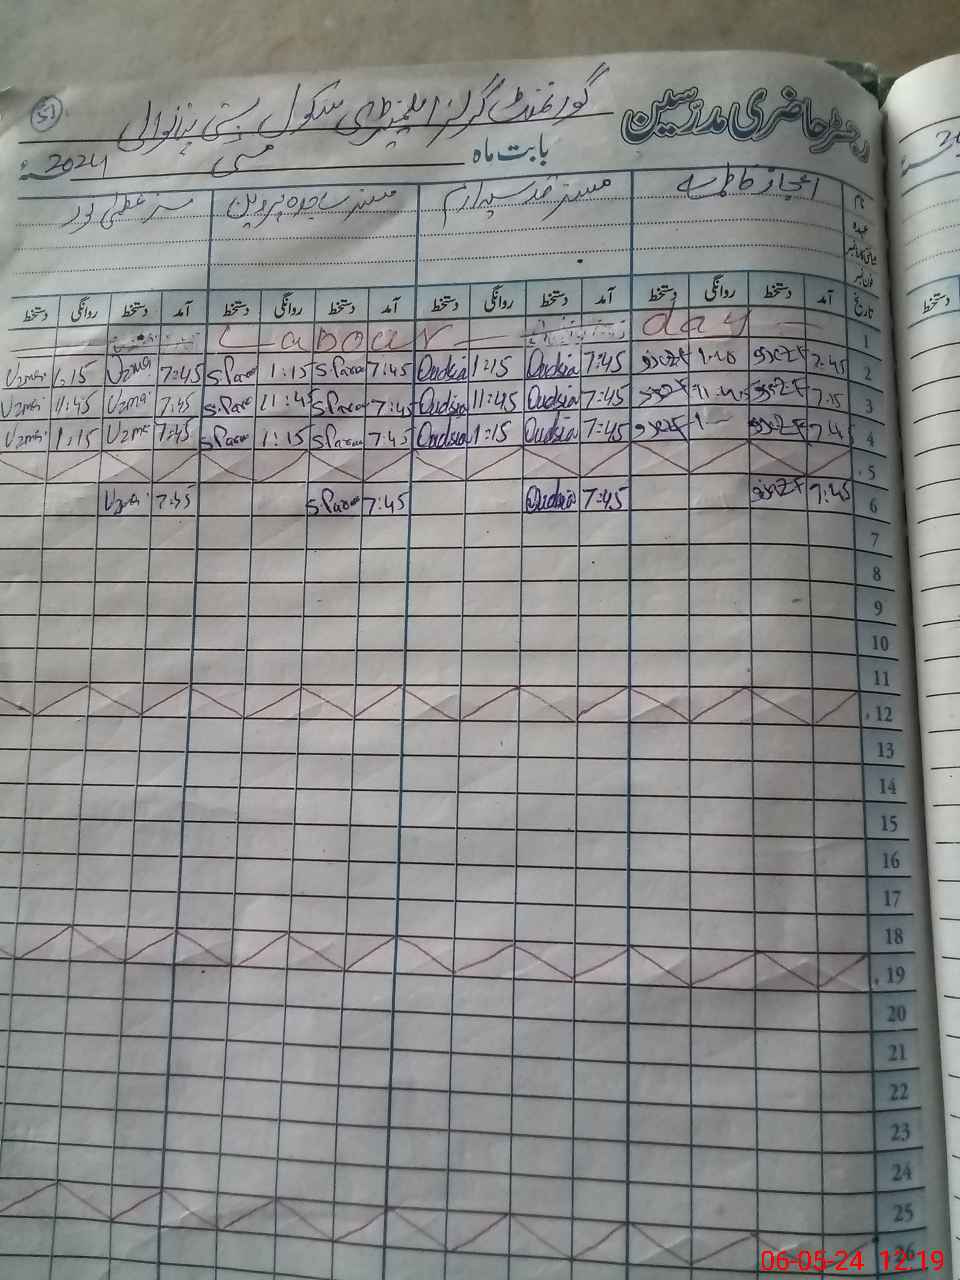 51
رجسٹر حاضری مدرسین گورنمنٹ گرلز ایلیمنٹری سکول بستی
بابت ماہ مئی 2024ء
نام اعجاز فاطمہ مسز قدسیہ ارم مسز ساجدہ پروین مسز عظمیٰ نور
عہدہ
فون نمبر
تاریخ آمد دستخط روانگی دستخط آمد دستخط روانگی دستخط آمد دستخط روانگی دستخط آمد دستخط روانگی دستخط
1 Labour day
Uzma 1:15 Uzma 7:45 S.Parveen 1:15 S.Parveen 7:45 Qudsia 1:15 Qudsia 7:45 7:45 2
Uzma 11:45 Uzma 7:45 S.Parveen 11:45 S.Parveen 7:45 Qudsia 11:45 Qudsia 7:45 3
Uzma 1:15 Uzma 7:45 S.Parveen 1:15 S.Parveen 7:45 Qudsia 1:15 Qudsia 7:45 4
5
Uzma 7:45 S.Parveen 7:45 Qudsia 7:45 7:45 6
7
8
9
10
11
12
13
14
15
16
17
18
19
20
21
22
23
24
25
26
06-05-24 12:19